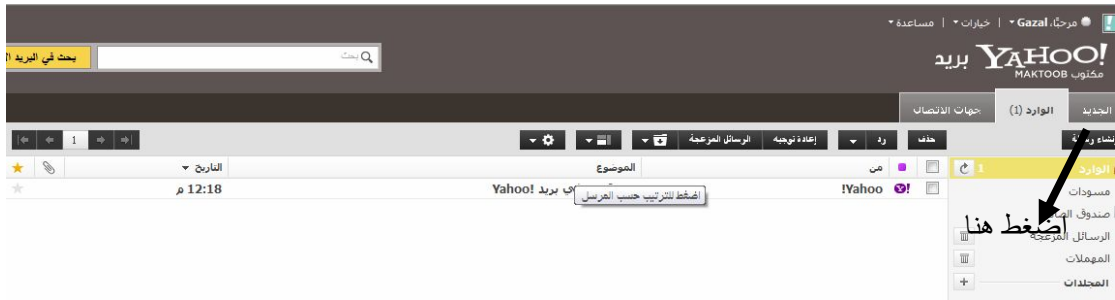 مرحبًا، Gazal | خيارات | مساعدة
YAHOO! بريد
مكتوب MAKTOOB
بحث
بحث في البريد
الجديد
الوارد (1)
جهات الاتصال
حذف
رد
إعادة توجيه
الرسائل المزعجة
1
من
الموضوع
التاريخ
Yahoo!
بريد Yahoo!
12:18 م
اضغط للترتيب حسب المرسل
الوارد 1
مسودات
صندوق
الرسائل المزعجة
المهملات
المجلدات
اضغط هنا